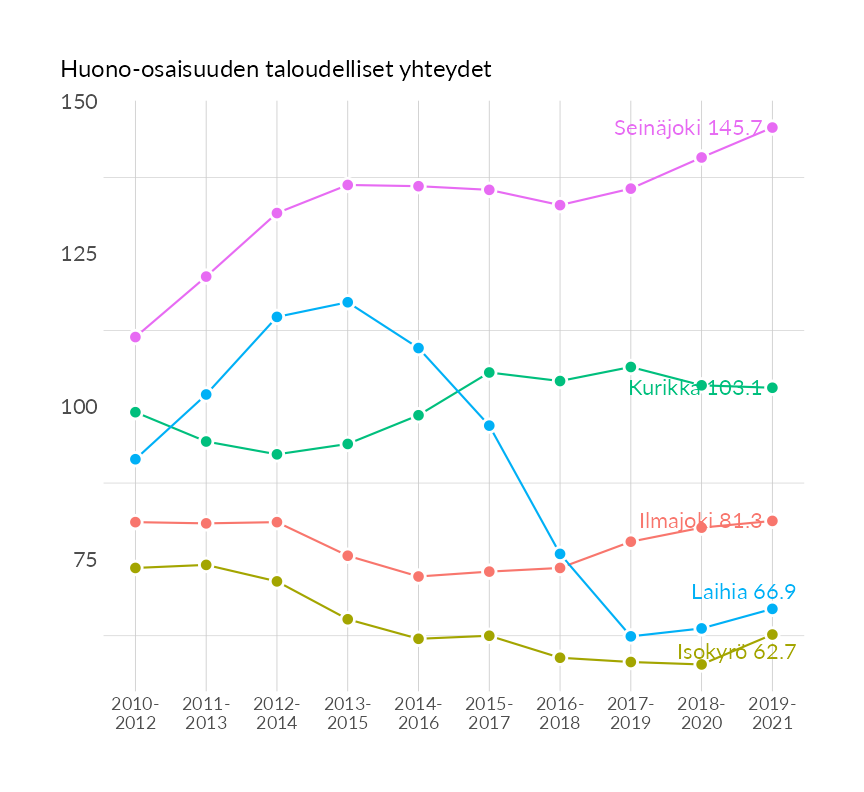 Huono-osaisuuden taloudelliset yhteydet
150
Seinäjoki 145.7
125
100
Kurikka 103.1
Ilmajoki 81.3
75
Laihia 66.9
Isokyrö 62.7
2010- 2011- 2012- 2013- 2014- 2015- 2016- 2017- 2018- 2019-
2012 2013 2014 2015 2016 2017 2018 2019 2020 2021